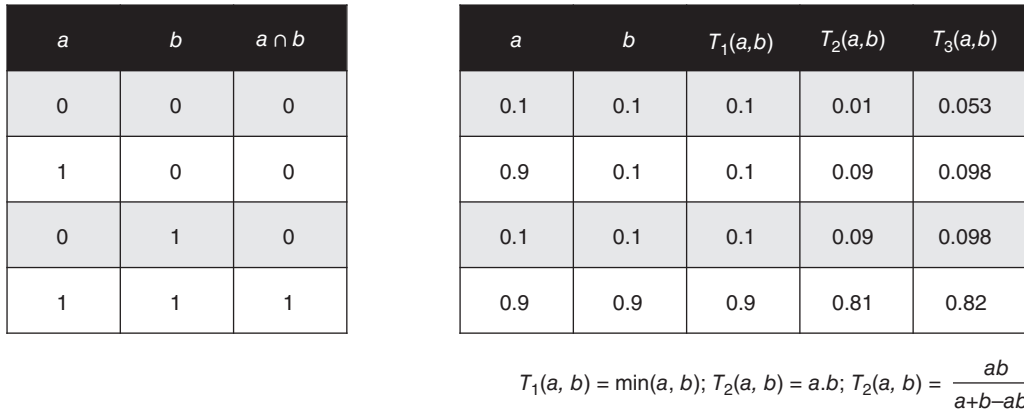 a b a ∩ b
0 0 0
1 0 0
0 1 0
1 1 1
a b T₁(a,b) T₂(a,b) T₃(a,b)
0.1 0.1 0.1 0.01 0.053
0.9 0.1 0.1 0.09 0.098
0.1 0.1 0.1 0.09 0.098
0.9 0.9 0.9 0.81 0.82
T₁(a, b) = min(a, b); T₂(a, b) = a.b; T₂(a, b) = ab
a+b–ab